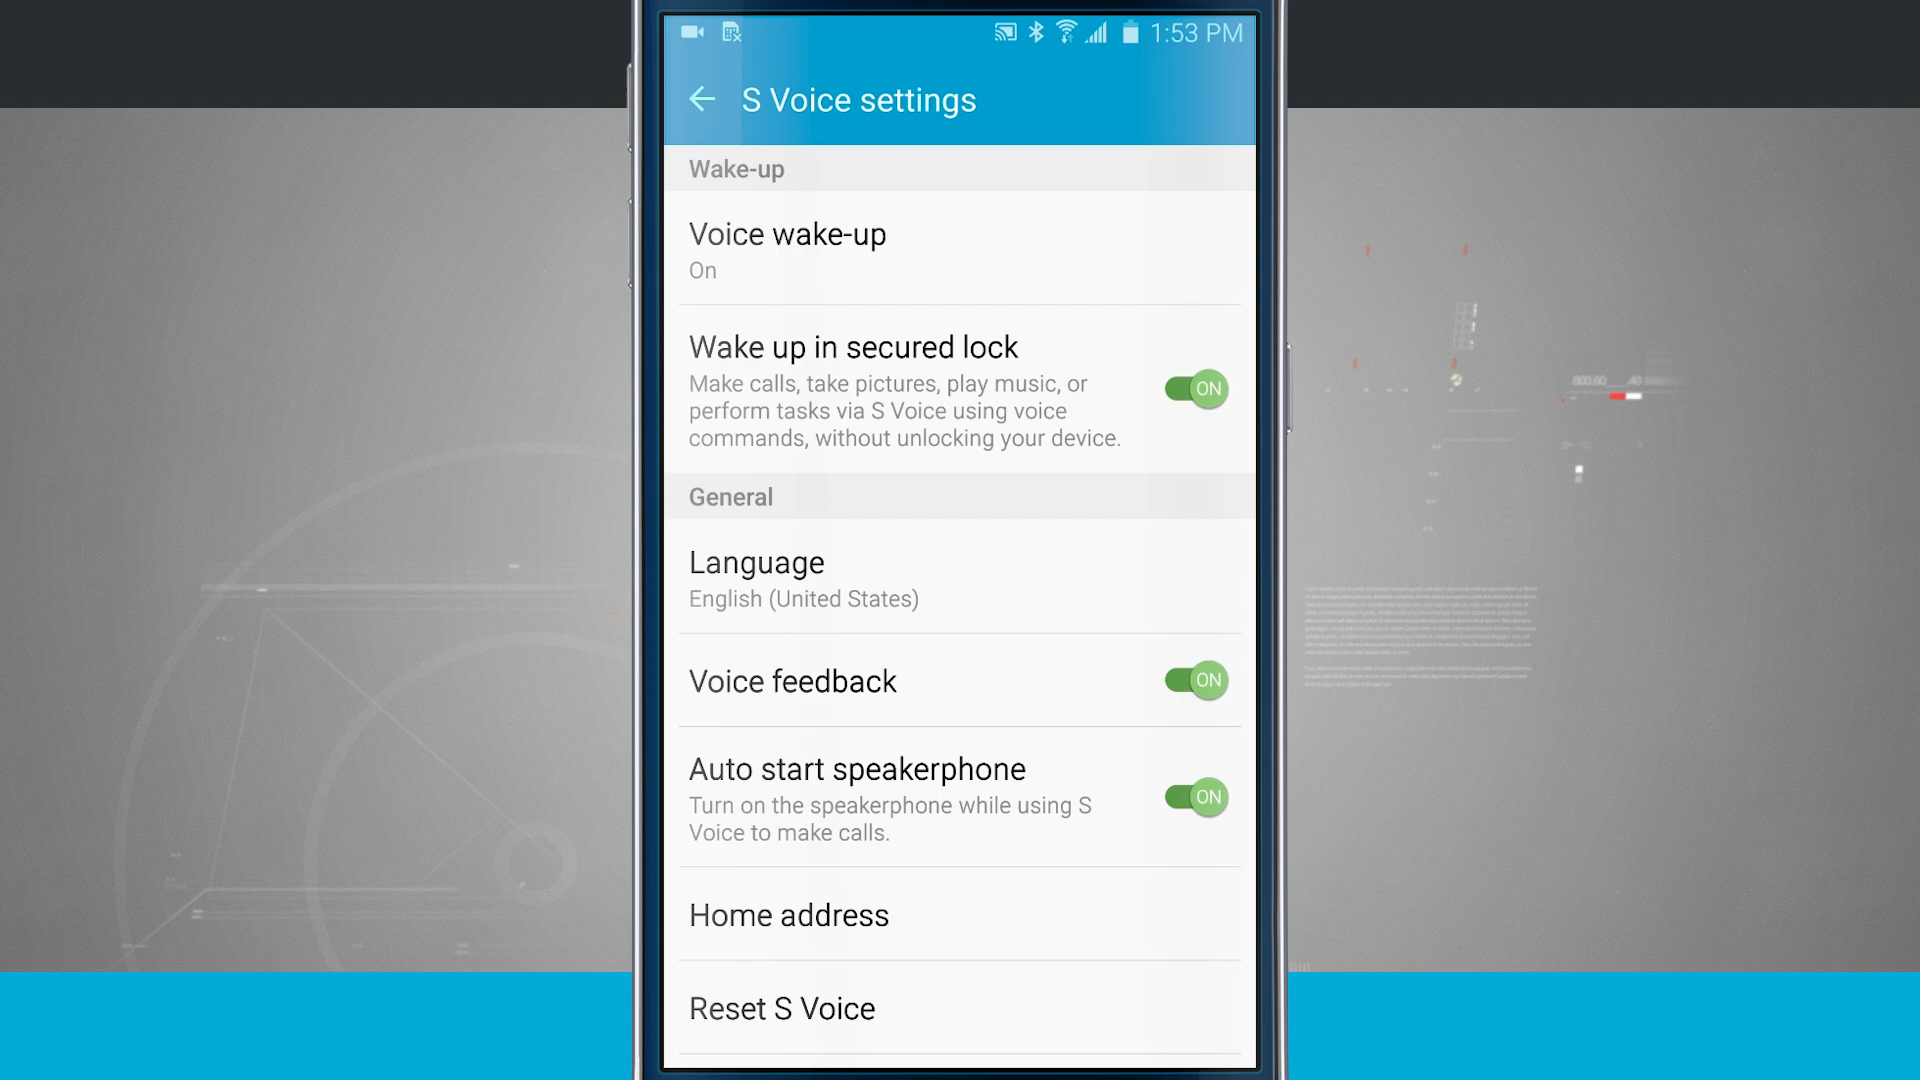 1:53 PM
S Voice settings
Wake-up
Voice wake-up
On
Wake up in secured lock
Make calls, take pictures, play music, or
perform tasks via S Voice using voice
commands, without unlocking your device.
ON
General
Language
English (United States)
Voice feedback
ON
Auto start speakerphone
Turn on the speakerphone while using S
Voice to make calls.
ON
Home address
Reset S Voice